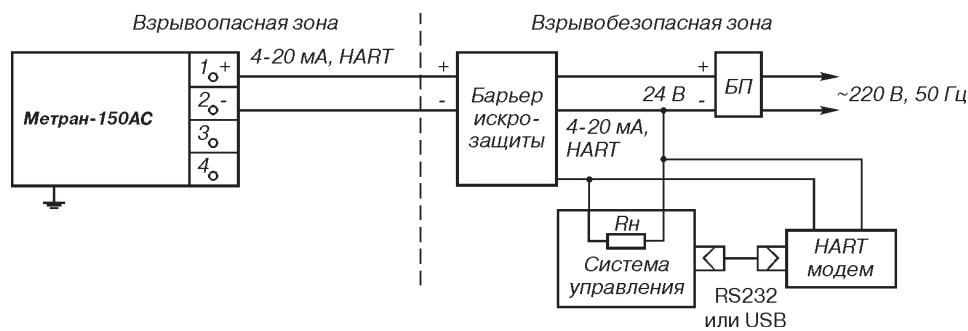 Взрывоопасная зона
Взрывобезопасная зона
4-20 мА, HART
Метран-150АС
1 +
2 -
3
4
+
-
Барьер
искро-
защиты
+
24 В
-
БП
~220 В, 50 Гц
4-20 мА,
HART
Rн
Система
управления
HART
модем
RS232
или USB